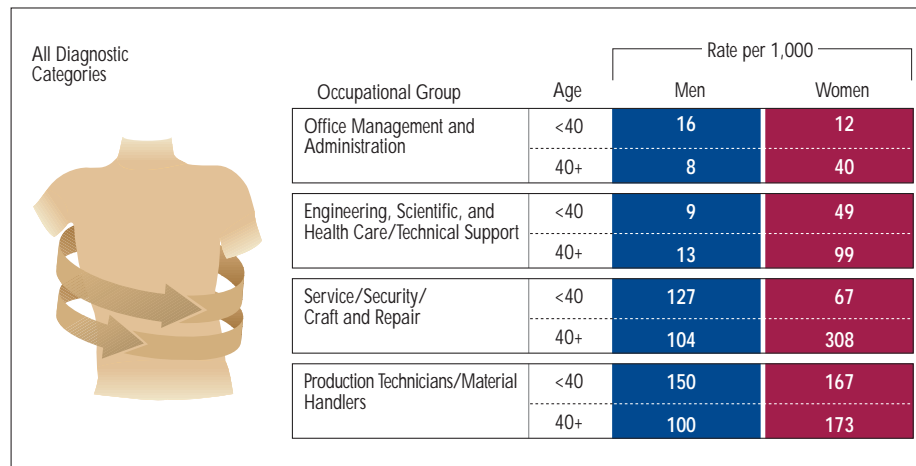 All Diagnostic
Categories
Rate per 1,000
Occupational Group Age Men Women
Office Management and
Administration
<40 16 12
40+ 8 40
Engineering, Scientific, and
Health Care/Technical Support
<40 9 49
40+ 13 99
Service/Security/
Craft and Repair
<40 127 67
40+ 104 308
Production Technicians/Material
Handlers
<40 150 167
40+ 100 173